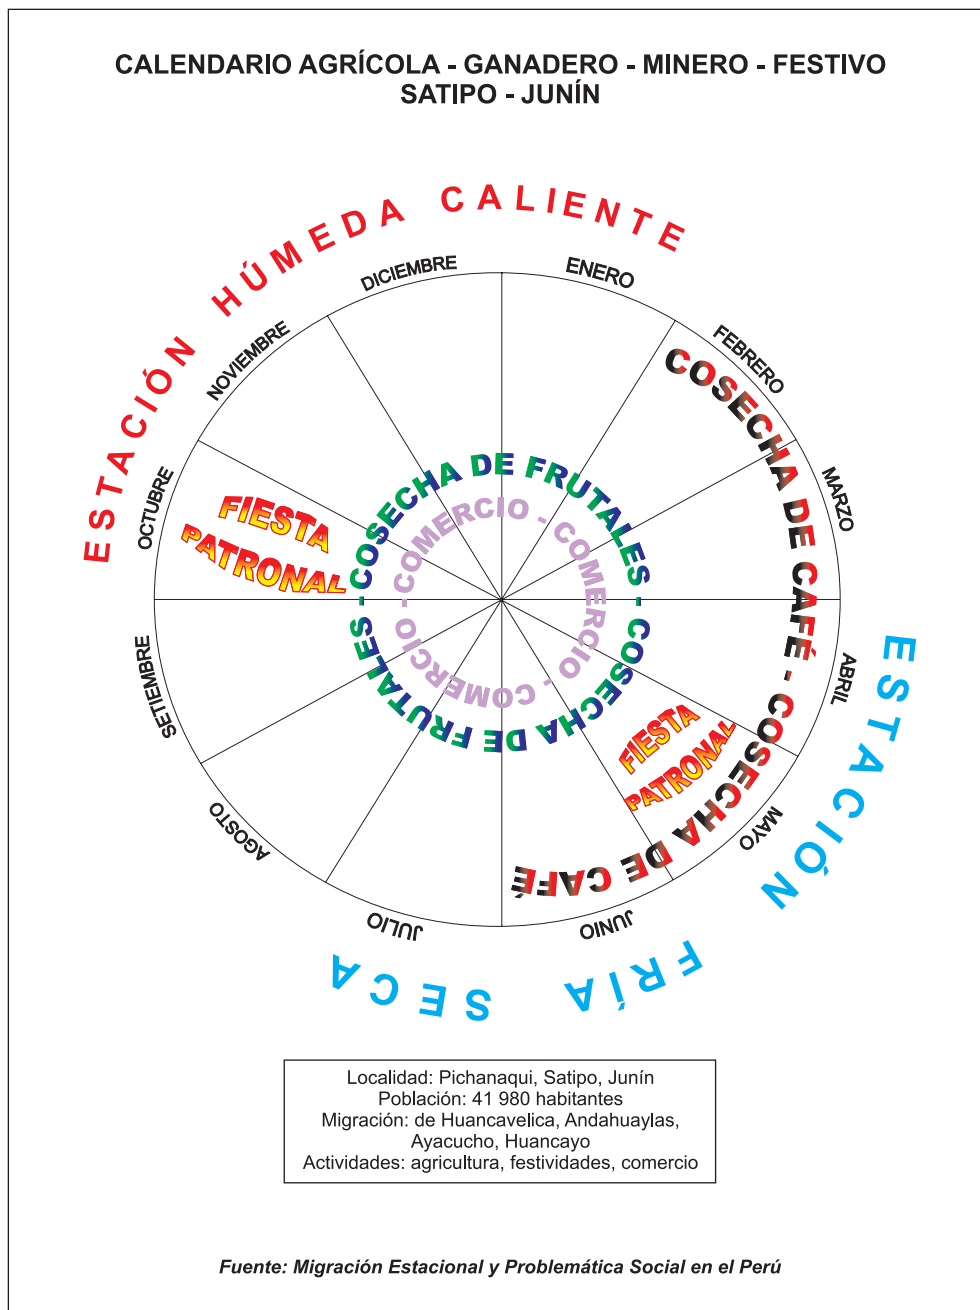 CALENDARIO AGRÍCOLA - GANADERO - MINERO - FESTIVO
SATIPO - JUNÍN
ESTACIÓN HÚMEDA CALIENTE
ENERO
FEBRERO
MARZO
ABRIL
MAYO
JUNIO
JULIO
AGOSTO
SETIEMBRE
OCTUBRE
NOVIEMBRE
DICIEMBRE
COSECHA DE CAFÉ - COSECHA DE CAFÉ
FIESTA
PATRONAL
COSECHA DE FRUTALES - COSECHA DE FRUTALES -
COMERCIO - COMERCIO - COMERCIO -
FIESTA
PATRONAL
ESTACIÓN FRÍA SECA
Localidad: Pichanaqui, Satipo, Junín
Población: 41 980 habitantes
Migración: de Huancavelica, Andahuaylas,
Ayacucho, Huancayo
Actividades: agricultura, festividades, comercio
Fuente: Migración Estacional y Problemática Social en el Perú